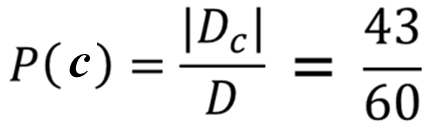 P(c) = |D_c| / D = 43 / 60